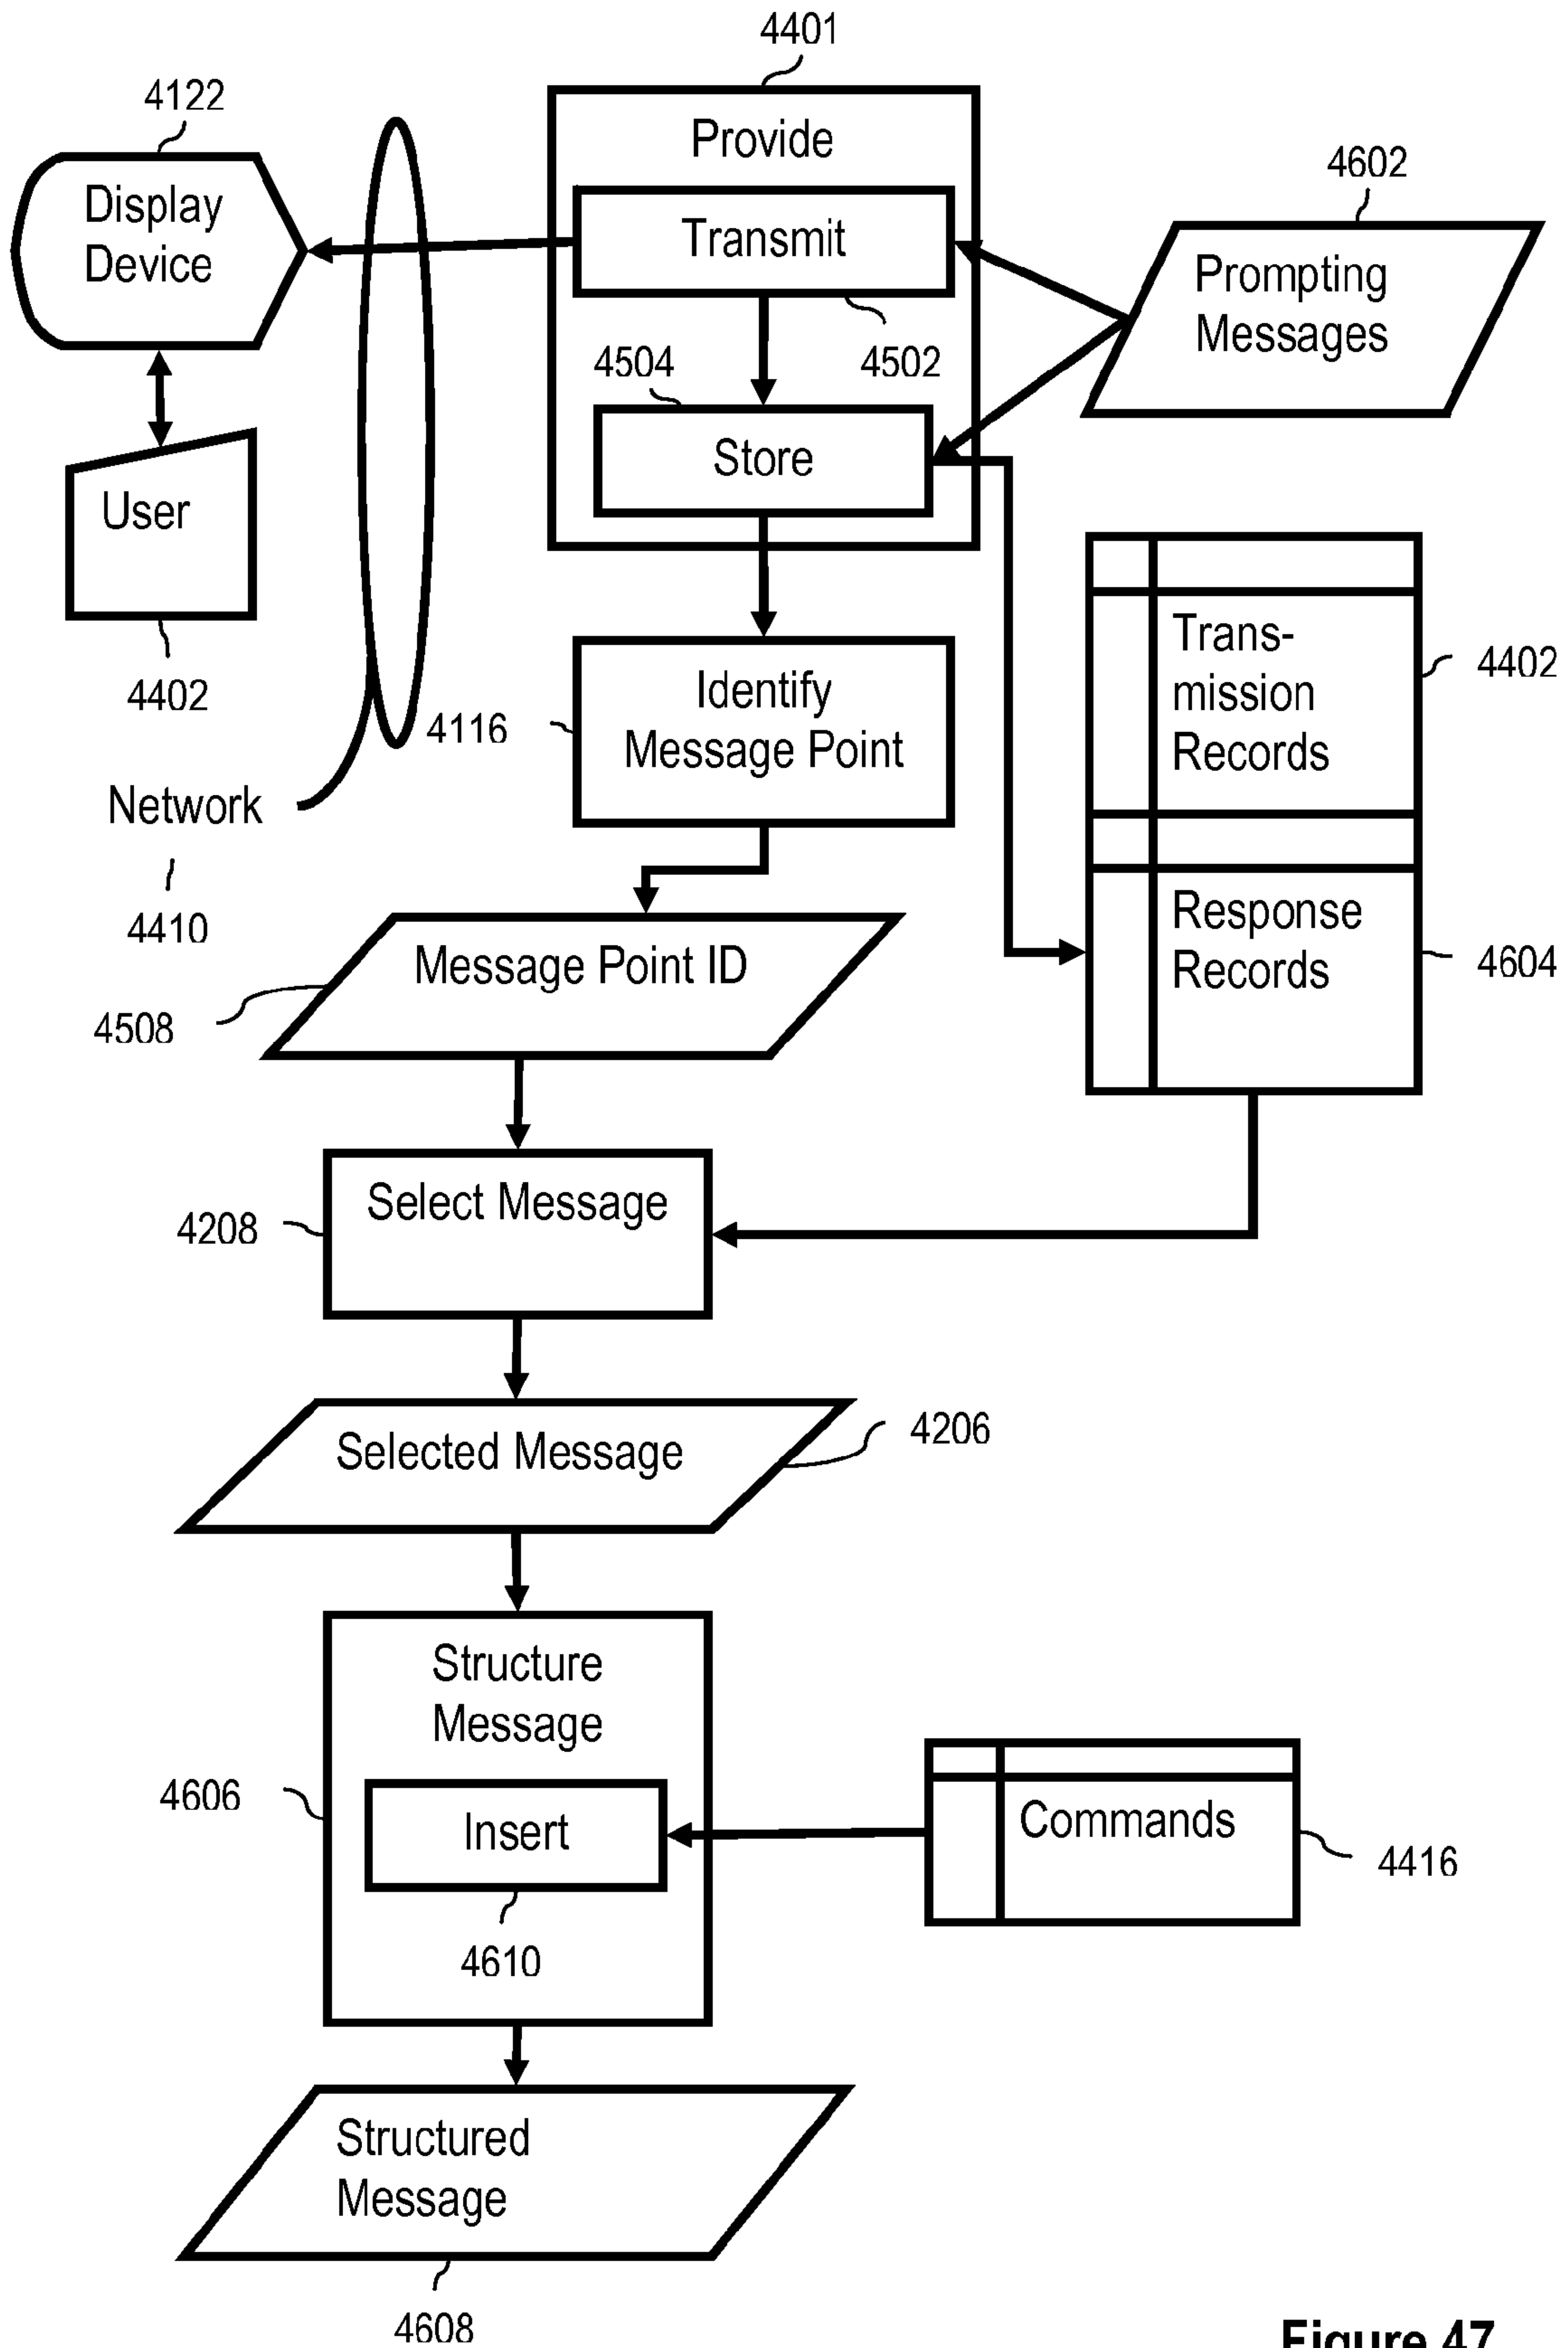 4401
4122
Provide
4602
Display
Device
Transmit
Prompting
Messages
4504
4502
Store
User
4402
Trans-
mission
Records
4402
Identify
Message Point
4116
Network
4410
Response
Records
4604
Message Point ID
4508
Select Message
4208
Selected Message
4206
Structure
Message
4606
Insert
Commands
4416
4610
Structured
Message
4608
Figure 47